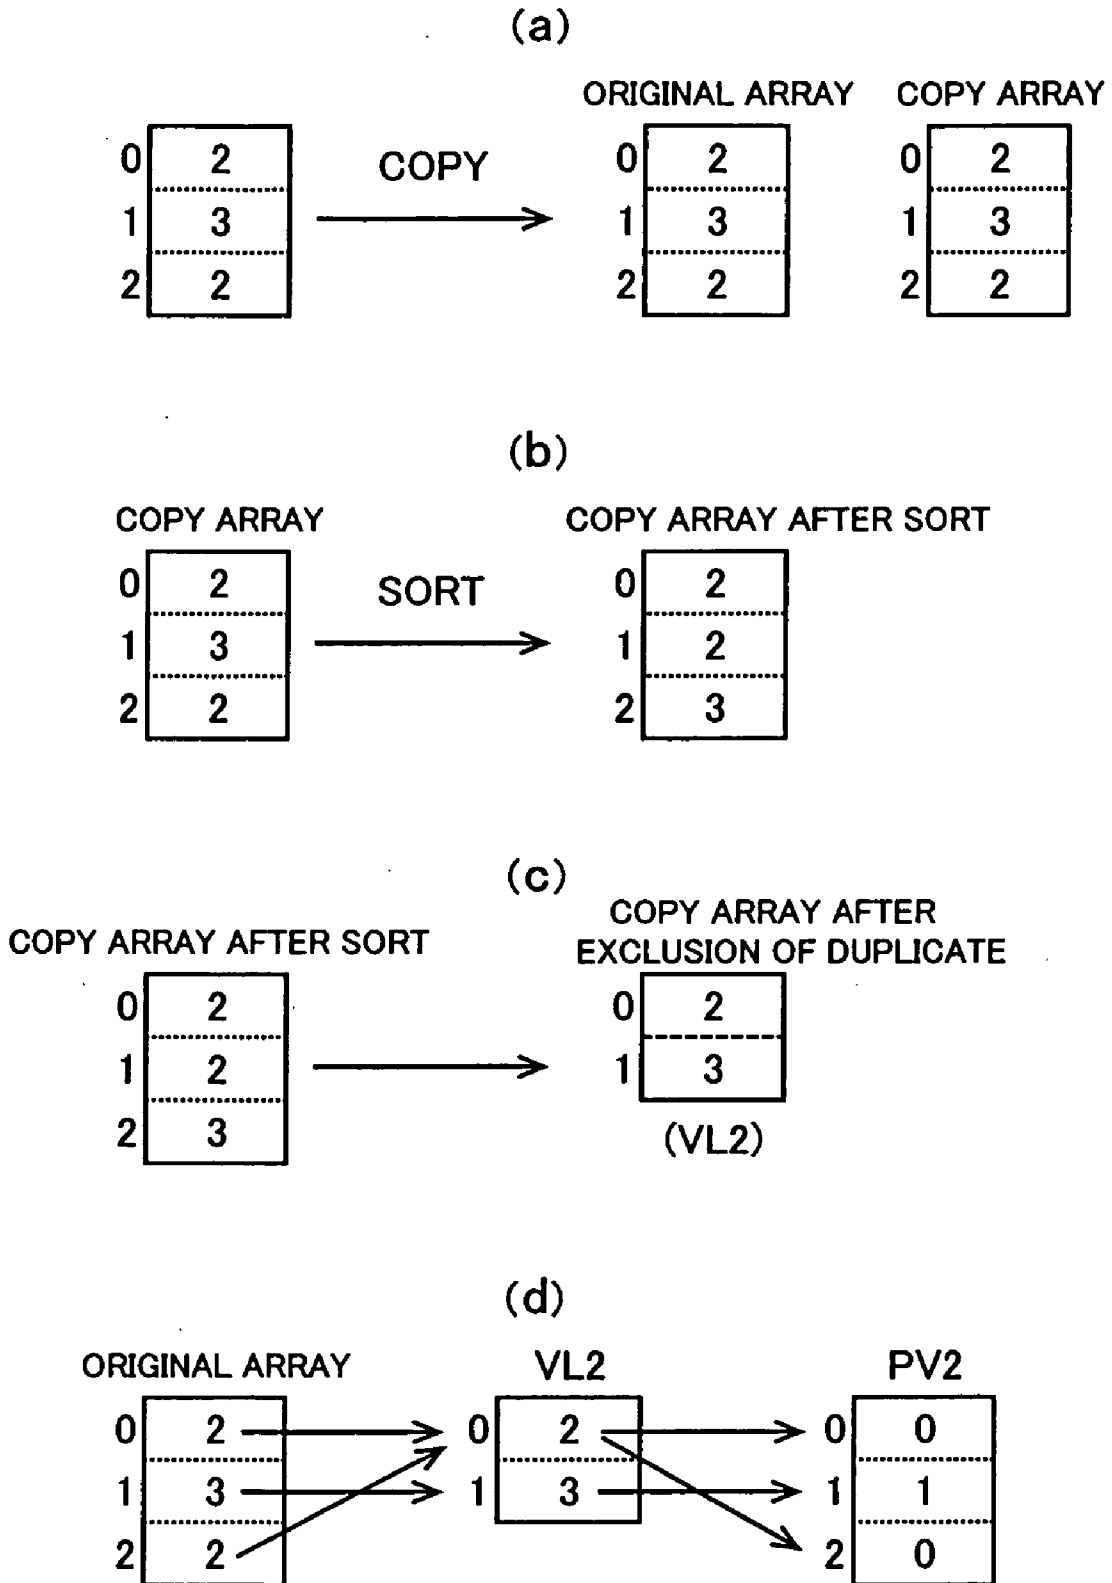 (a)
ORIGINAL ARRAY COPY ARRAY
0 2 COPY 0 2 0 2
1 3 1 3 1 3
2 2 2 2 2 2
(b)
COPY ARRAY COPY ARRAY AFTER SORT
0 2 SORT 0 2
1 3 1 2
2 2 2 3
(c)
COPY ARRAY AFTER
COPY ARRAY AFTER SORT EXCLUSION OF DUPLICATE
0 2 0 2
1 2 1 3
2 3 (VL2)
(d)
ORIGINAL ARRAY VL2 PV2
0 2 0 2 0 0
1 3 1 3 1 1
2 2 2 0